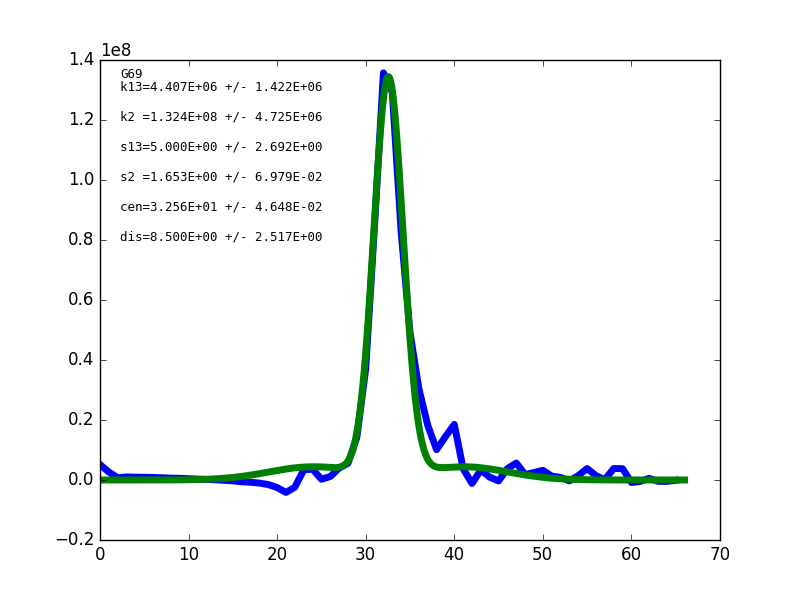 1e8
G69
k13=4.407E+06 +/- 1.422E+06
k2 =1.324E+08 +/- 4.725E+06
s13=5.000E+00 +/- 2.692E+00
s2 =1.653E+00 +/- 6.979E-02
cen=3.256E+01 +/- 4.648E-02
dis=8.500E+00 +/- 2.517E+00
1.4
1.2
1.0
0.8
0.6
0.4
0.2
0.0
−0.2
0 10 20 30 40 50 60 70